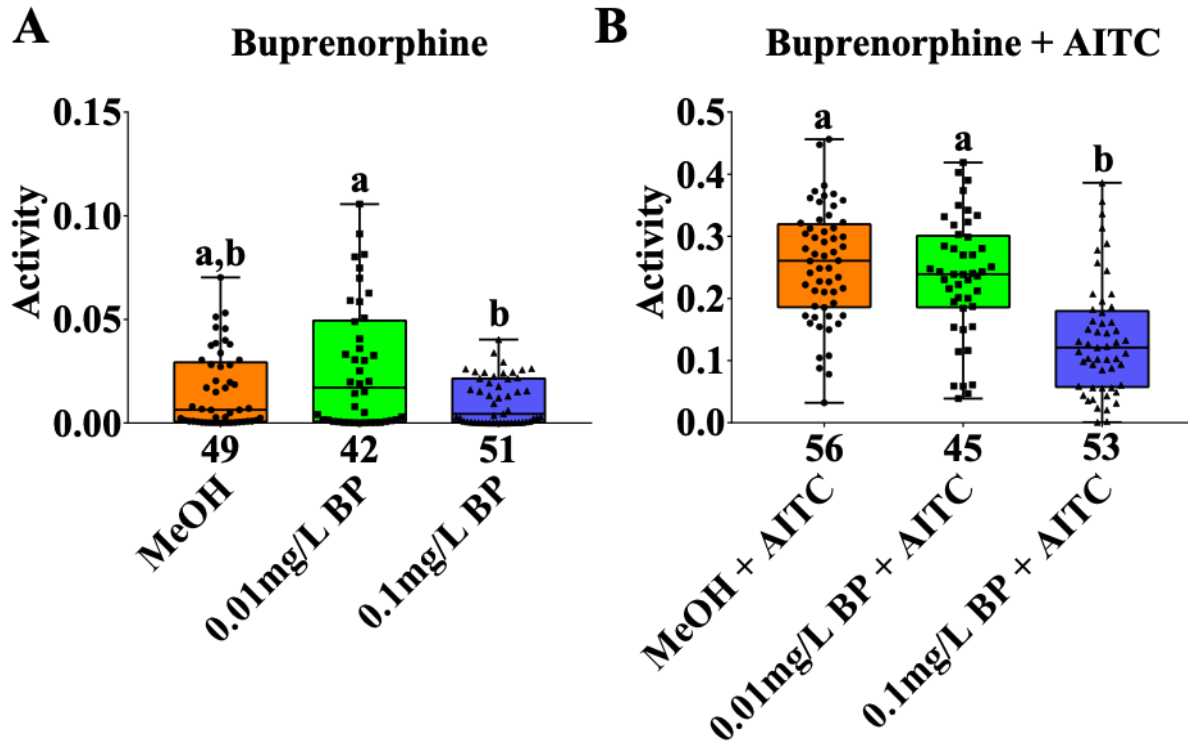 A
Buprenorphine
Activity
0.15
0.10
0.05
0.00
a,b
a
b
49
42
51
MeOH
0.01mg/L BP
0.1mg/L BP
B
Buprenorphine + AITC
Activity
0.5
0.4
0.3
0.2
0.1
0.0
a
a
b
56
45
53
MeOH + AITC
0.01mg/L BP + AITC
0.1mg/L BP + AITC